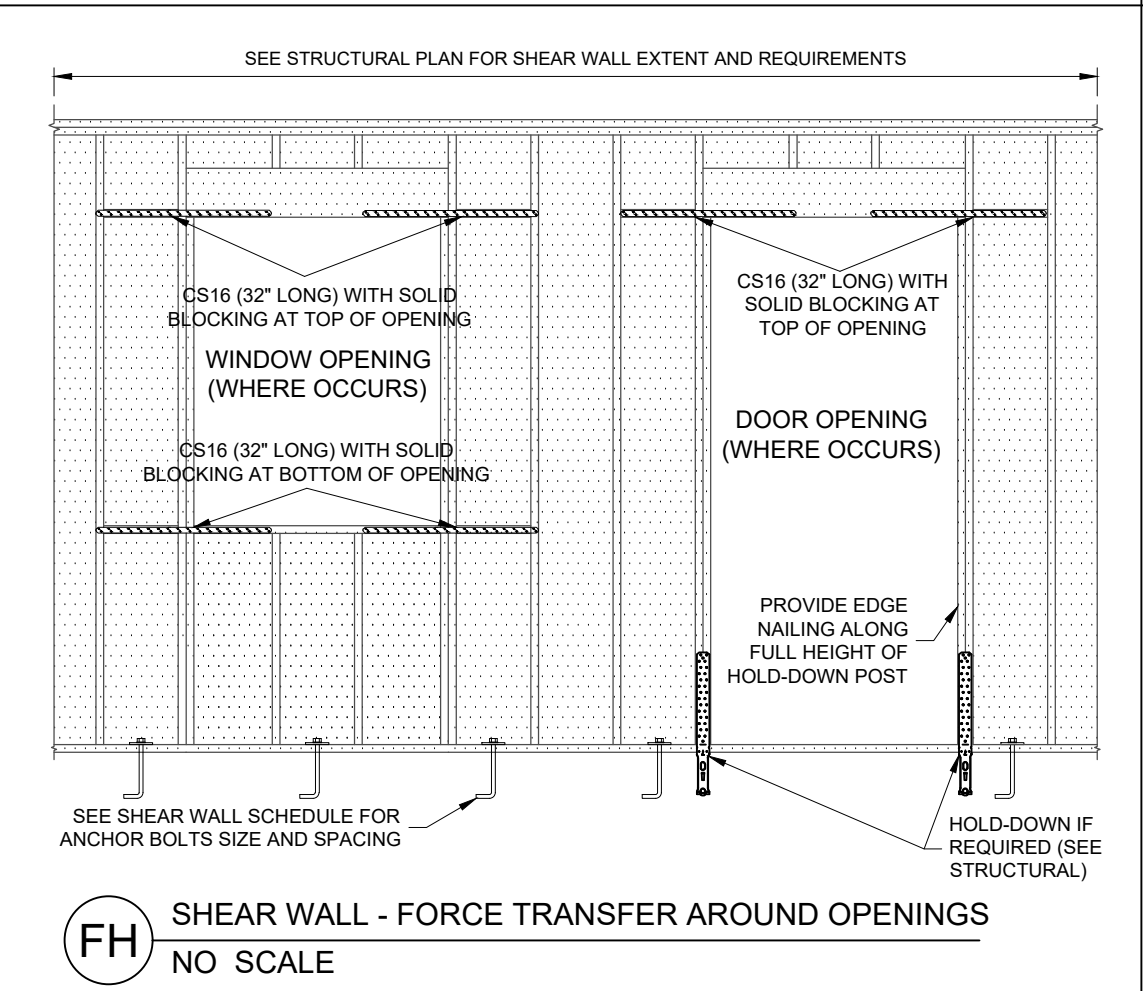 SEE STRUCTURAL PLAN FOR SHEAR WALL EXTENT AND REQUIREMENTS
CS16 (32" LONG) WITH SOLID
BLOCKING AT TOP OF OPENING
WINDOW OPENING
(WHERE OCCURS)
CS16 (32" LONG) WITH SOLID
BLOCKING AT BOTTOM OF OPENING
CS16 (32" LONG) WITH
SOLID BLOCKING AT
TOP OF OPENING
DOOR OPENING
(WHERE OCCURS)
PROVIDE EDGE
NAILING ALONG
FULL HEIGHT OF
HOLD-DOWN POST
SEE SHEAR WALL SCHEDULE FOR
ANCHOR BOLTS SIZE AND SPACING
HOLD-DOWN IF
REQUIRED (SEE
STRUCTURAL)
FH
SHEAR WALL - FORCE TRANSFER AROUND OPENINGS
NO SCALE